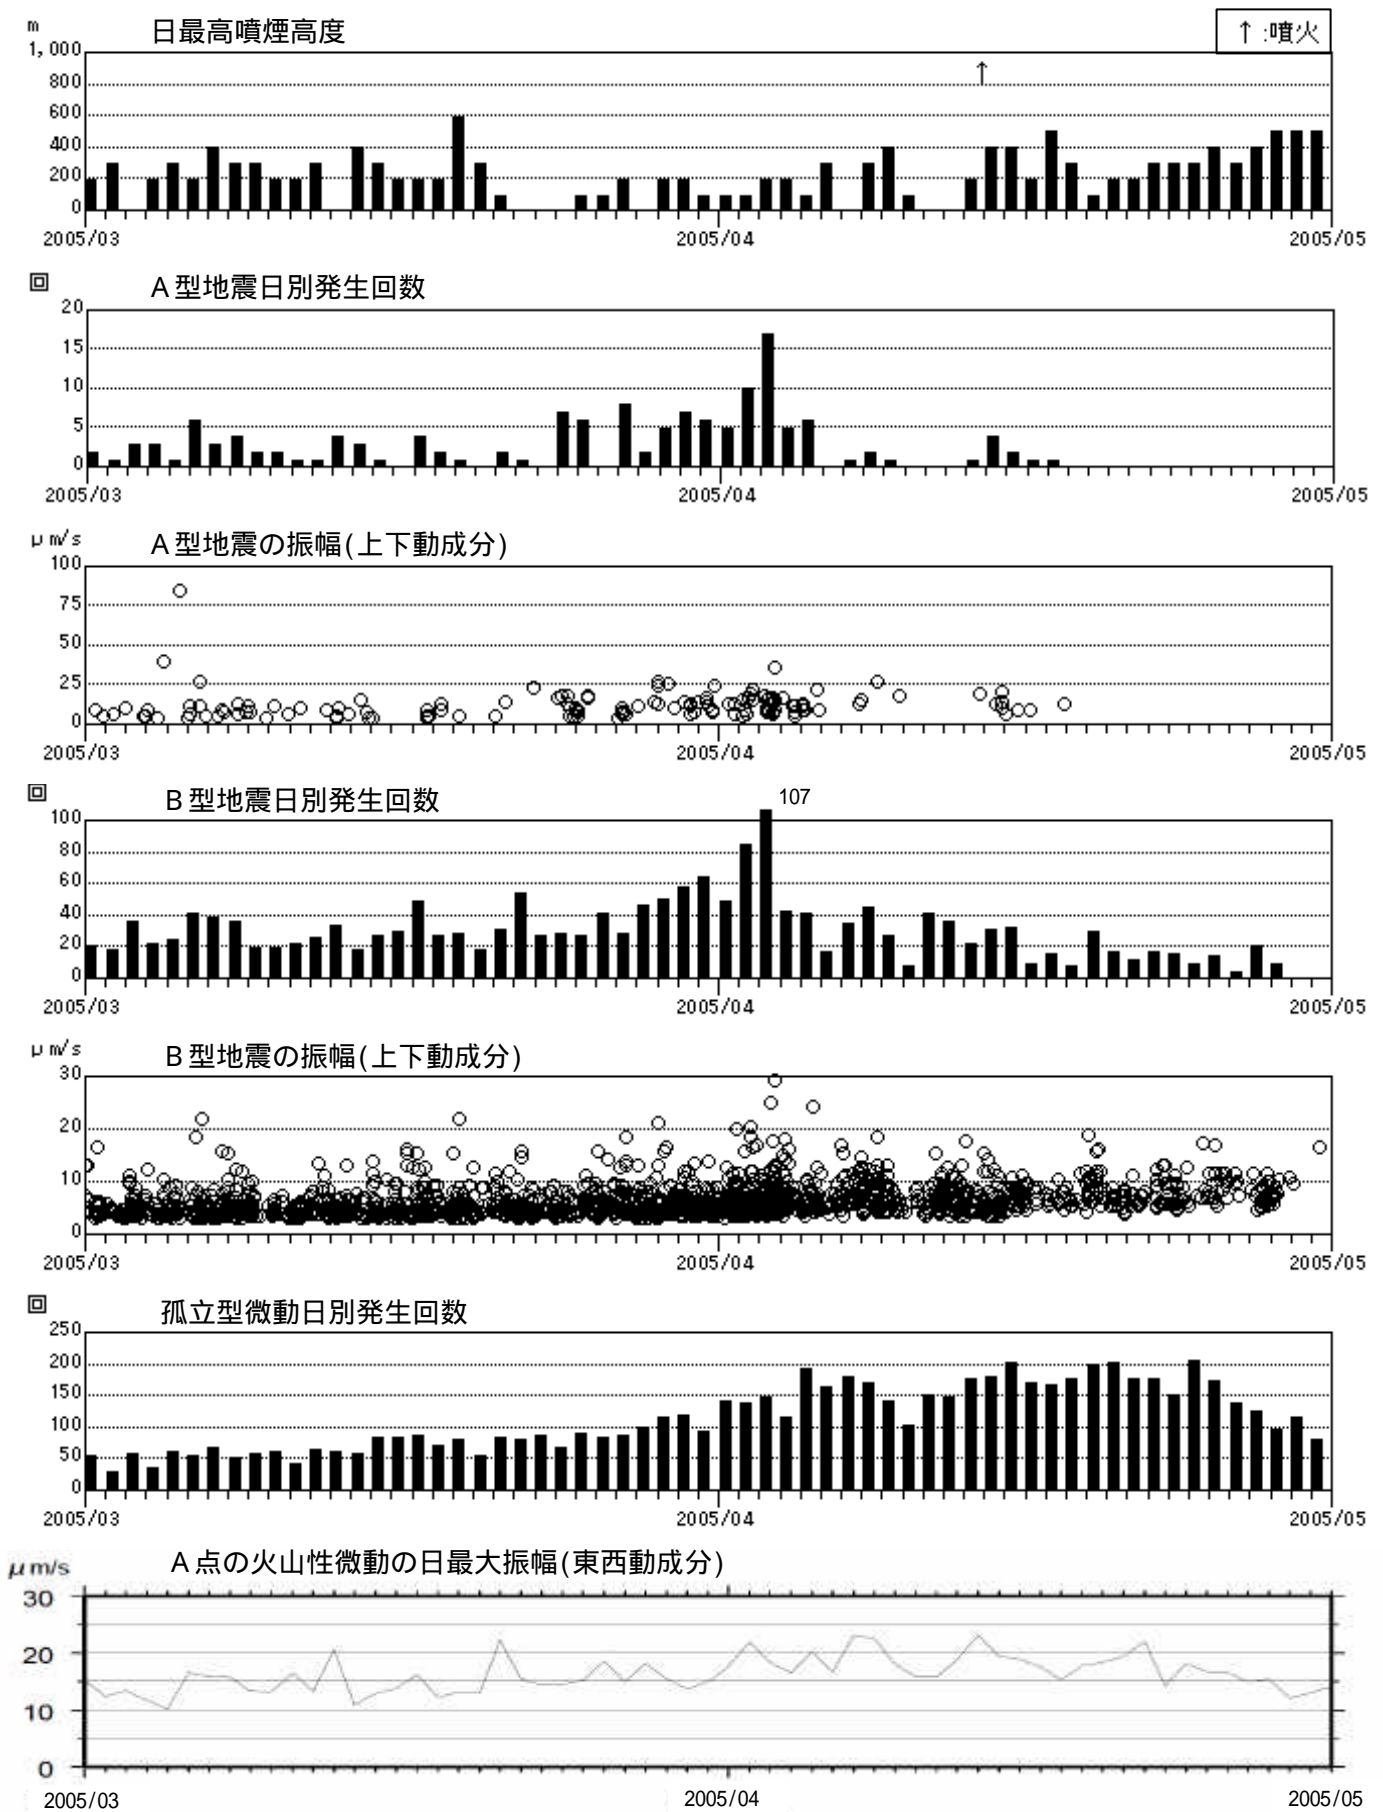 m
日最高噴煙高度
↑:噴火
1,000
↑
800
600
400
200
0
2005/03 2005/04 2005/05
回
A型地震日別発生回数
20
15
10
5
0
2005/03 2005/04 2005/05
μm/s
A型地震の振幅(上下動成分)
100
75
50
25
0
2005/03 2005/04 2005/05
回
B型地震日別発生回数
107
100
80
60
40
20
0
2005/03 2005/04 2005/05
μm/s
B型地震の振幅(上下動成分)
30
20
10
0
2005/03 2005/04 2005/05
回
孤立型微動日別発生回数
250
200
150
100
50
0
2005/03 2005/04 2005/05
μm/s
A点の火山性微動の日最大振幅(東西動成分)
30
20
10
0
2005/03 2005/04 2005/05